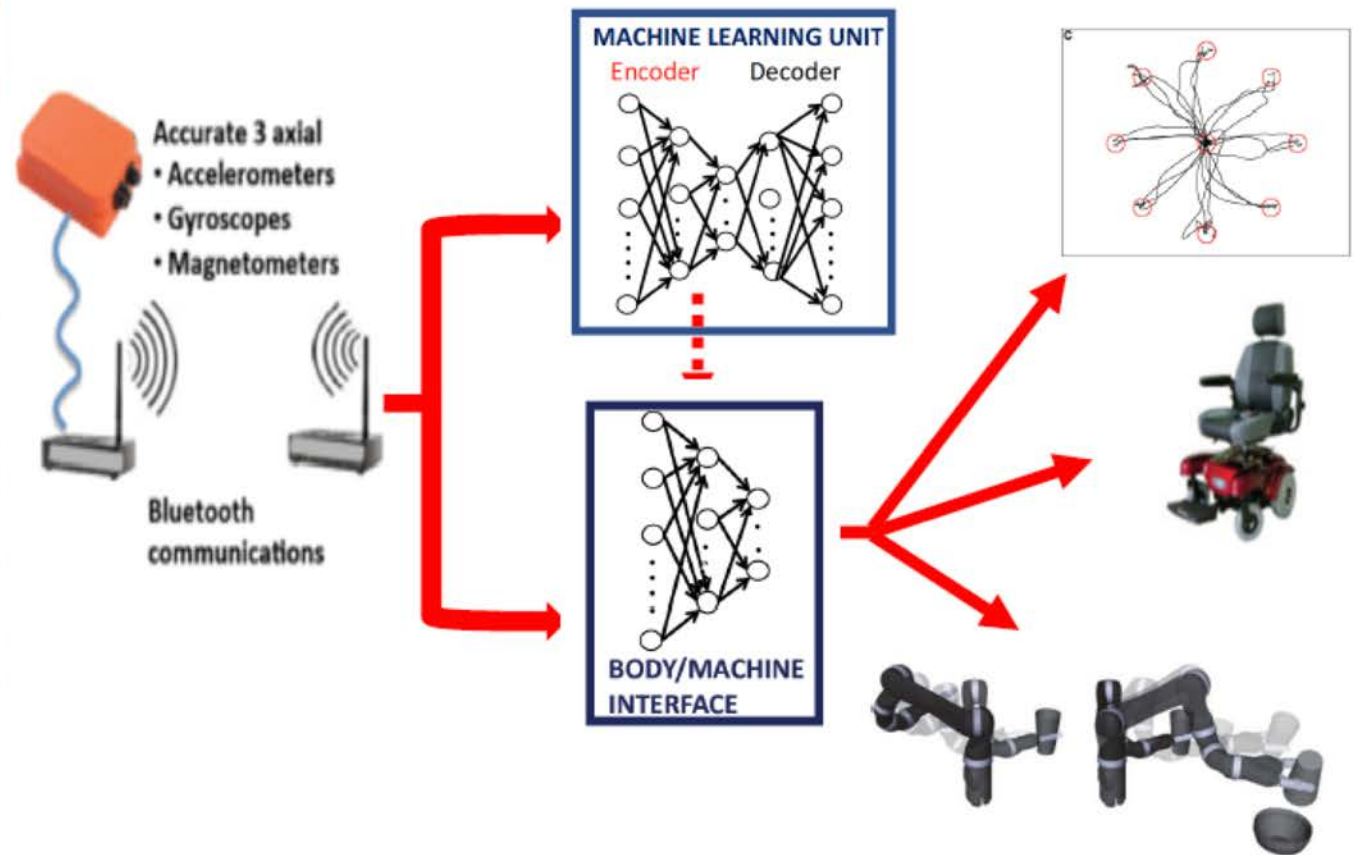 Accurate 3 axial
• Accelerometers
• Gyroscopes
• Magnetometers
Bluetooth
communications
MACHINE LEARNING UNIT
Encoder Decoder
BODY/MACHINE
INTERFACE
C